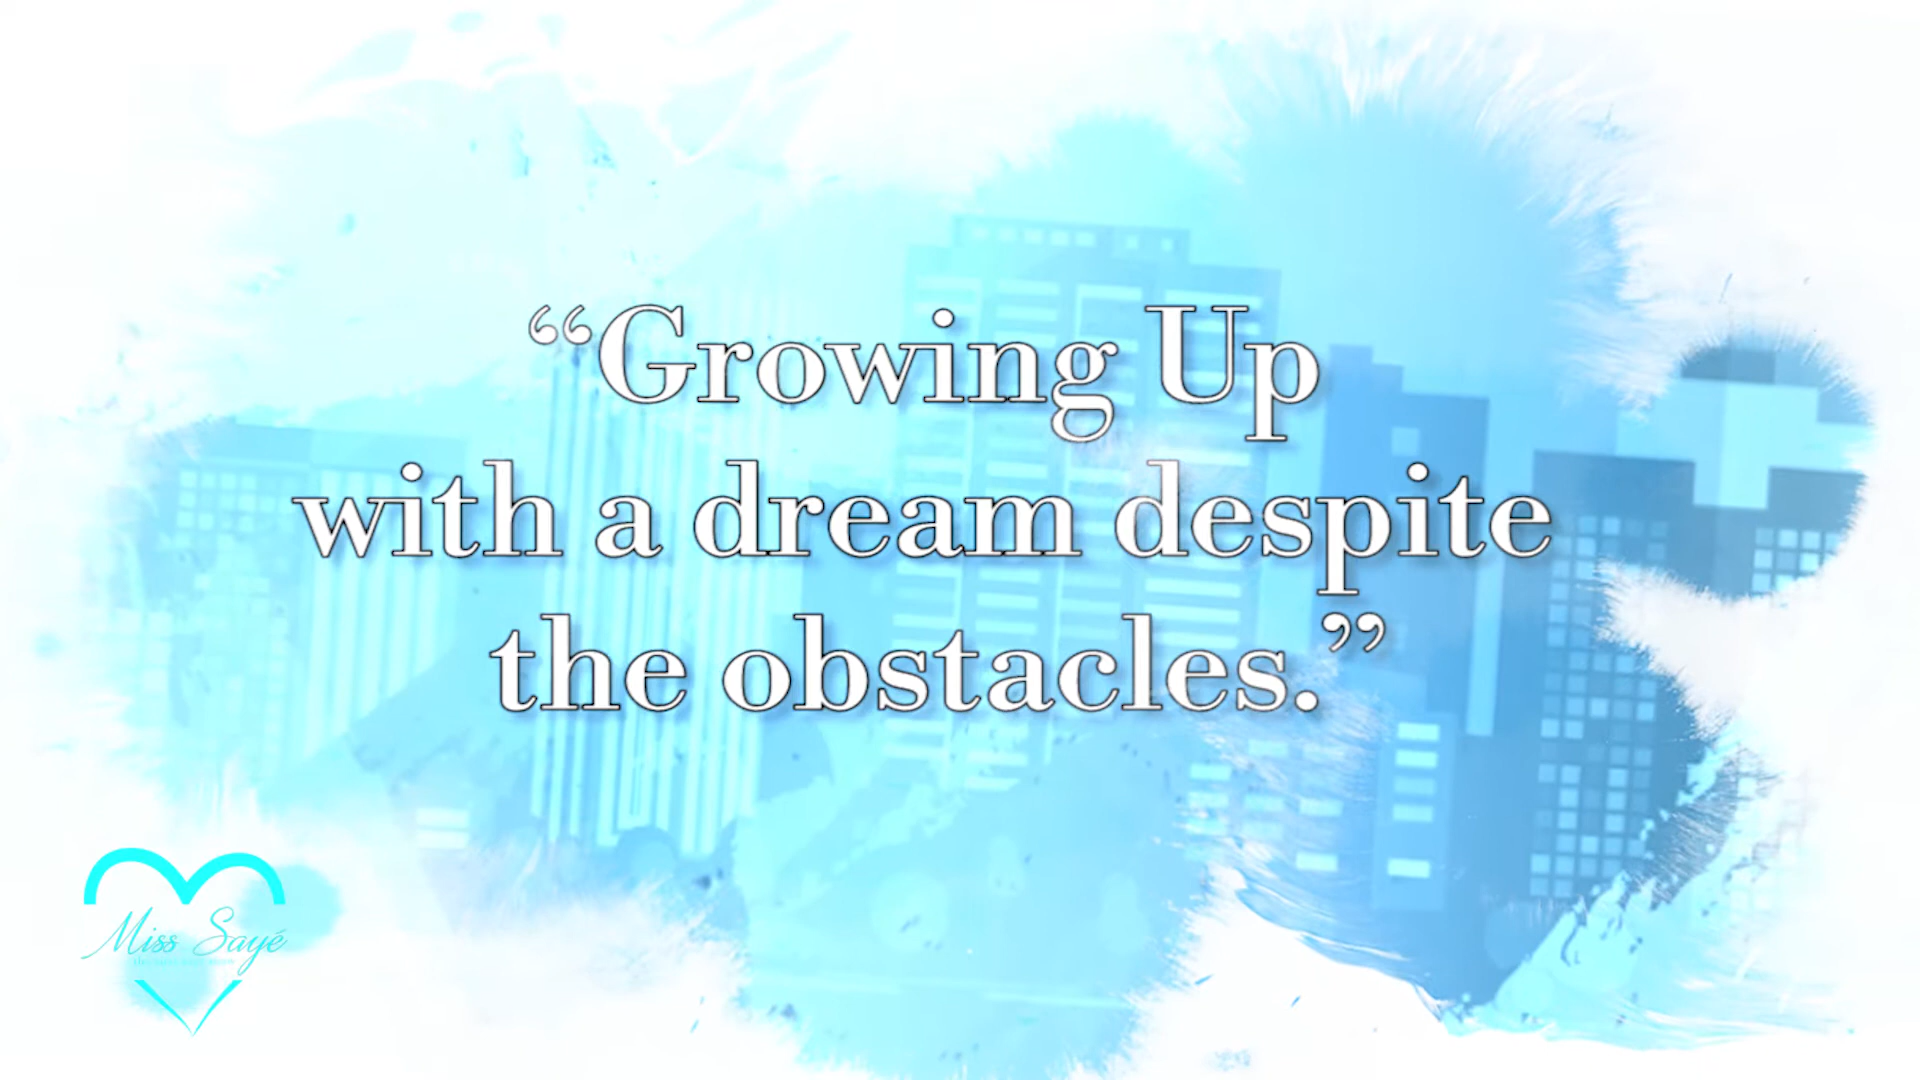 “Growing Up
with a dream despite
the obstacles.”
Miss Sayé